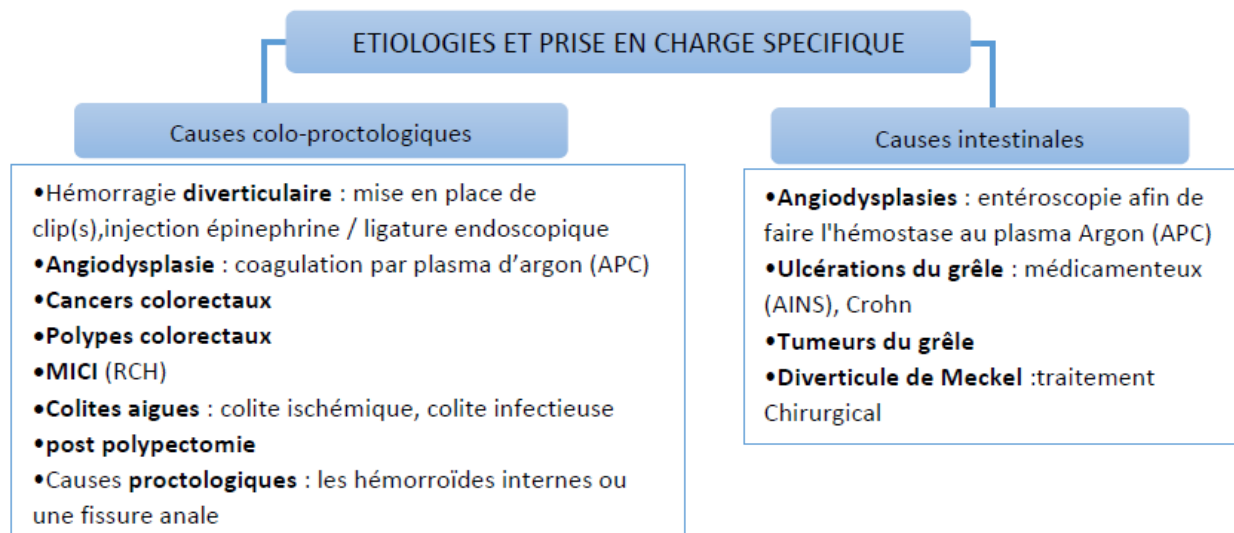 ETIOLOGIES ET PRISE EN CHARGE SPECIFIQUE
Causes colo-proctologiques
•Hémorragie diverticulaire : mise en place de
clip(s),injection épinephrine / ligature endoscopique
•Angiodysplasie : coagulation par plasma d’argon (APC)
•Cancers colorectaux
•Polypes colorectaux
•MICI (RCH)
•Colites aigues : colite ischémique, colite infectieuse
•post polypectomie
•Causes proctologiques : les hémorroïdes internes ou
une fissure anale
Causes intestinales
•Angiodysplasies : entéroscopie afin de
faire l'hémostase au plasma Argon (APC)
•Ulcérations du grêle : médicamenteux
(AINS), Crohn
•Tumeurs du grêle
•Diverticule de Meckel :traitement
Chirurgical